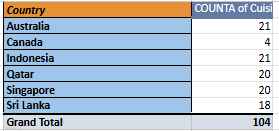 Country COUNTA of Cuisi
Australia 21
Canada 4
Indonesia 21
Qatar 20
Singapore 20
Sri Lanka 18
Grand Total 104